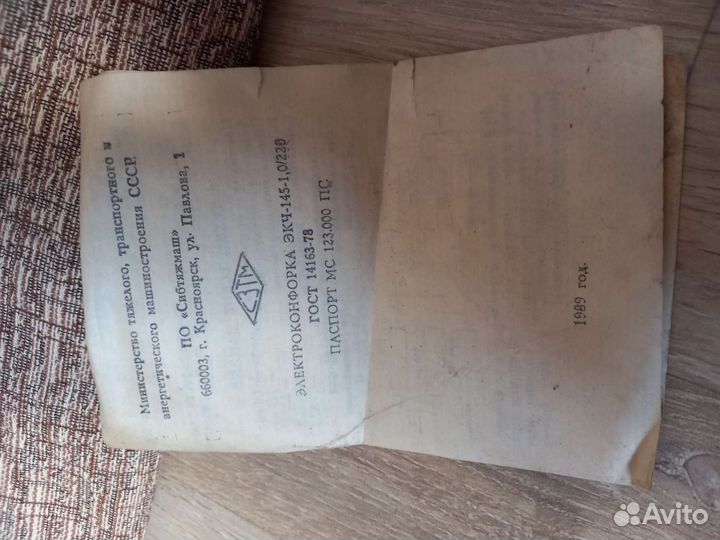 Министерство тяжелого, транспортного и
энергетического машиностроения СССР
ПО «Сибтяжмаш»
660003, г. Красноярск, ул. Павлова, 1
СЗТМ
ЭЛЕКТРОКОНФОРКА ЭКЧ-145-1,0/220
ГОСТ 14163-78
ПАСПОРТ МС 123.000 ПС
1989 год.
Avito